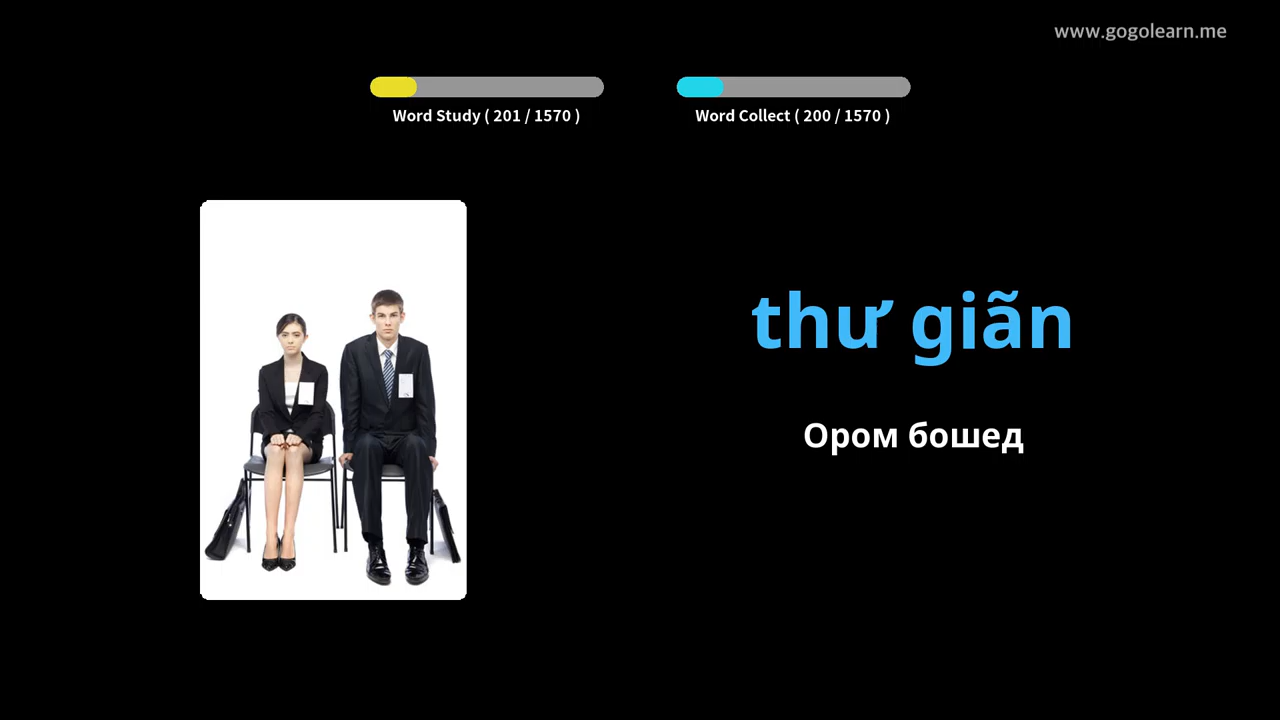 www.gogolearn.me
Word Study ( 201 / 1570 )
Word Collect ( 200 / 1570 )
thư giãn
Ором бошед